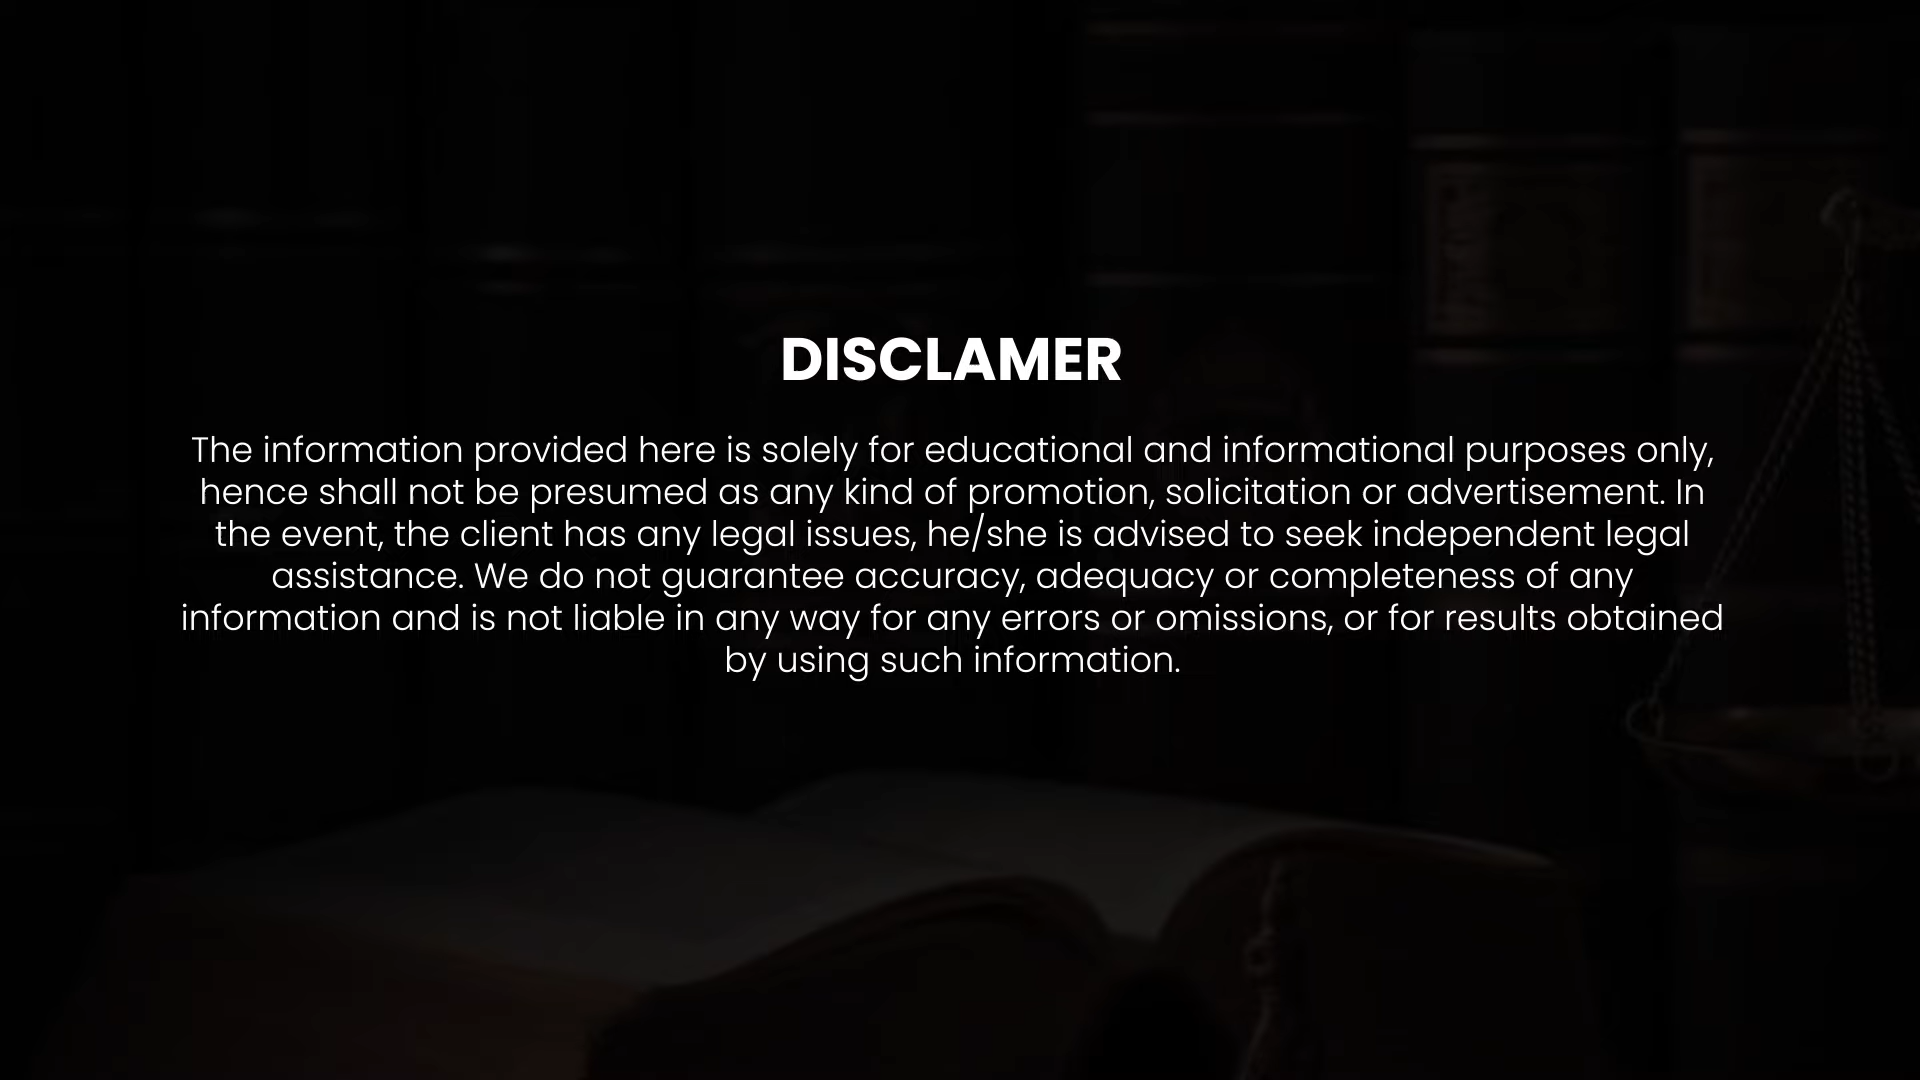 DISCLAMER
The information provided here is solely for educational and informational purposes only,
hence shall not be presumed as any kind of promotion, solicitation or advertisement. In
the event, the client has any legal issues, he/she is advised to seek independent legal
assistance. We do not guarantee accuracy, adequacy or completeness of any
information and is not liable in any way for any errors or omissions, or for results obtained
by using such information.